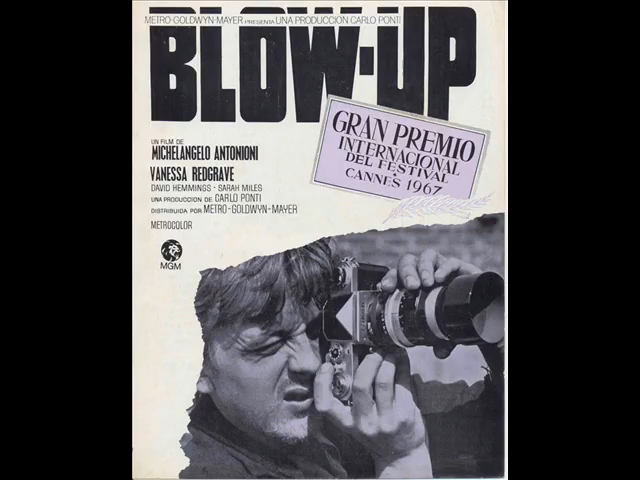 METRO-GOLDWYN-MAYER PRESENTA UNA PRODUCCION CARLO PONTI
BLOW-UP
GRAN PREMIO
INTERNACIONAL
DEL FESTIVAL
CANNES 1967
UN FILM DE
MICHELANGELO ANTONIONI
VANESSA REDGRAVE
DAVID HEMMINGS · SARAH MILES
UNA PRODUCCION DE CARLO PONTI
DISTRIBUIDA POR METRO-GOLDWYN-MAYER
METROCOLOR
MGM